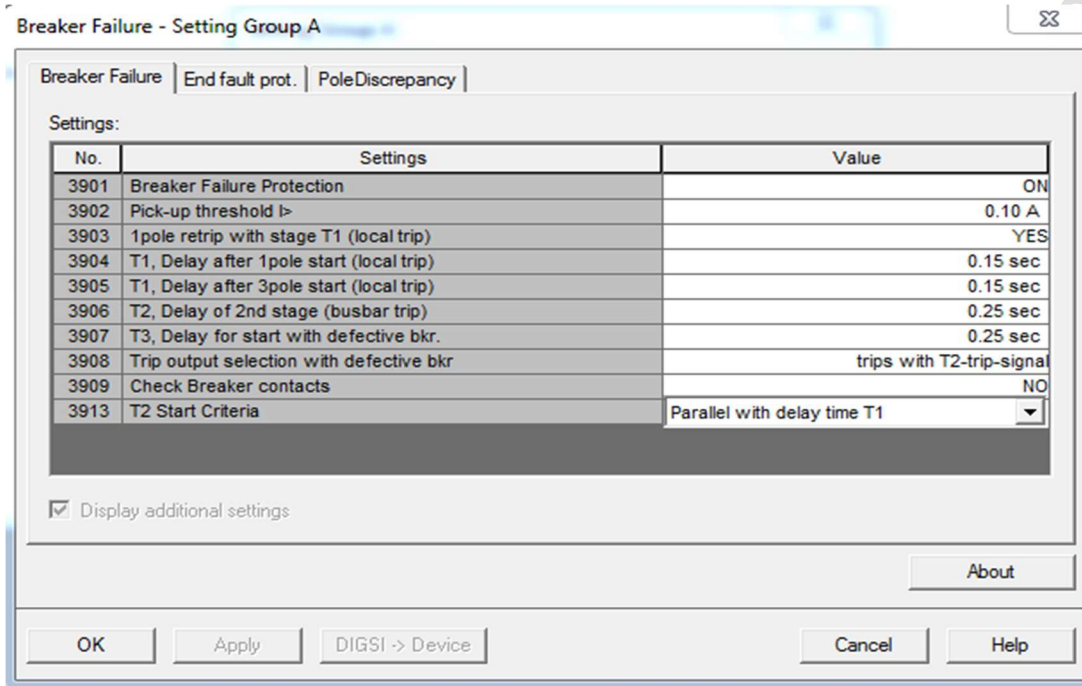 Breaker Failure - Setting Group A
Breaker Failure End fault prot. PoleDiscrepancy
Settings:
No. Settings Value
3901 Breaker Failure Protection ON
3902 Pick-up threshold I> 0.10 A
3903 1pole retrip with stage T1 (local trip) YES
3904 T1, Delay after 1pole start (local trip) 0.15 sec
3905 T1, Delay after 3pole start (local trip) 0.15 sec
3906 T2, Delay of 2nd stage (busbar trip) 0.25 sec
3907 T3, Delay for start with defective bkr. 0.25 sec
3908 Trip output selection with defective bkr trips with T2-trip-signal
3909 Check Breaker contacts NO
3913 T2 Start Criteria Parallel with delay time T1
Display additional settings
About
OK Apply DIGSI -> Device Cancel Help